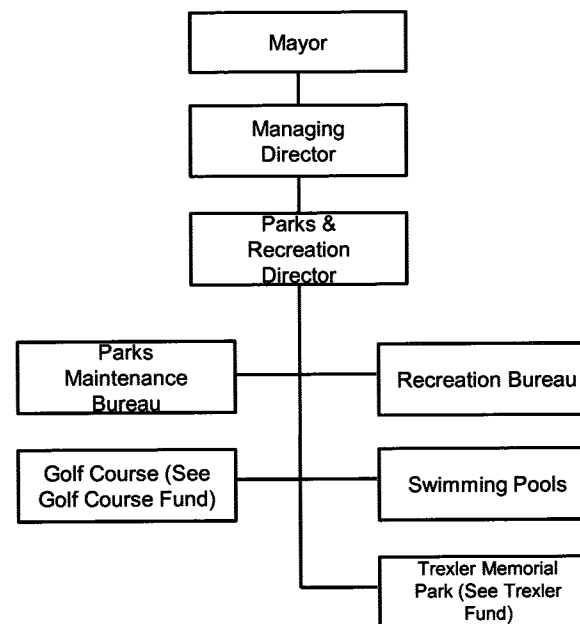 Mayor
Managing
Director
Parks &
Recreation
Director
Parks
Maintenance
Bureau
Recreation Bureau
Golf Course (See
Golf Course Fund)
Swimming Pools
Trexler Memorial
Park (See Trexler
Fund)